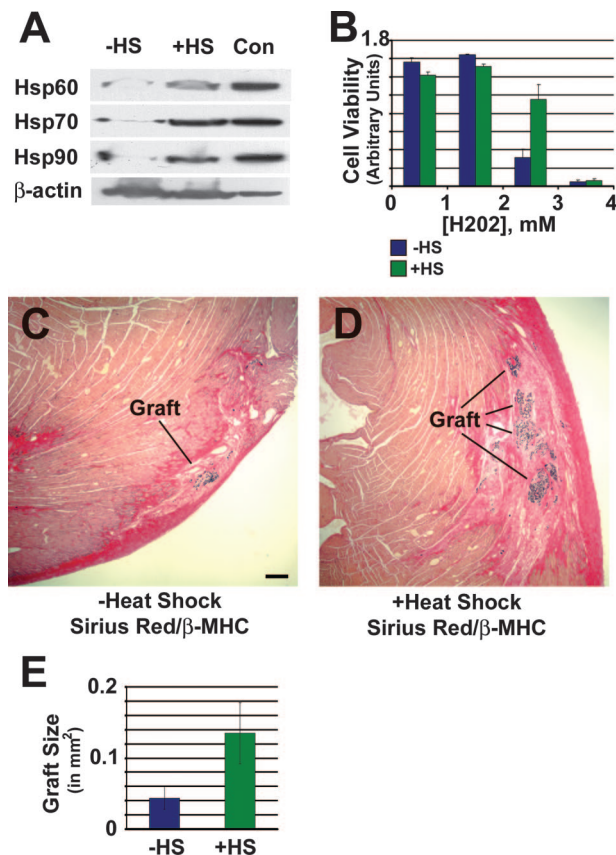 A
-HS +HS Con
Hsp60
Hsp70
Hsp90
β-actin
B
1.8
Cell Viability
(Arbitrary Units)
0 1 2 3 4
[H202], mM
-HS
+HS
C
Graft
-Heat Shock
Sirius Red/β-MHC
D
Graft
+Heat Shock
Sirius Red/β-MHC
E
0.2
0.1
0
Graft Size
(in mm²)
-HS +HS